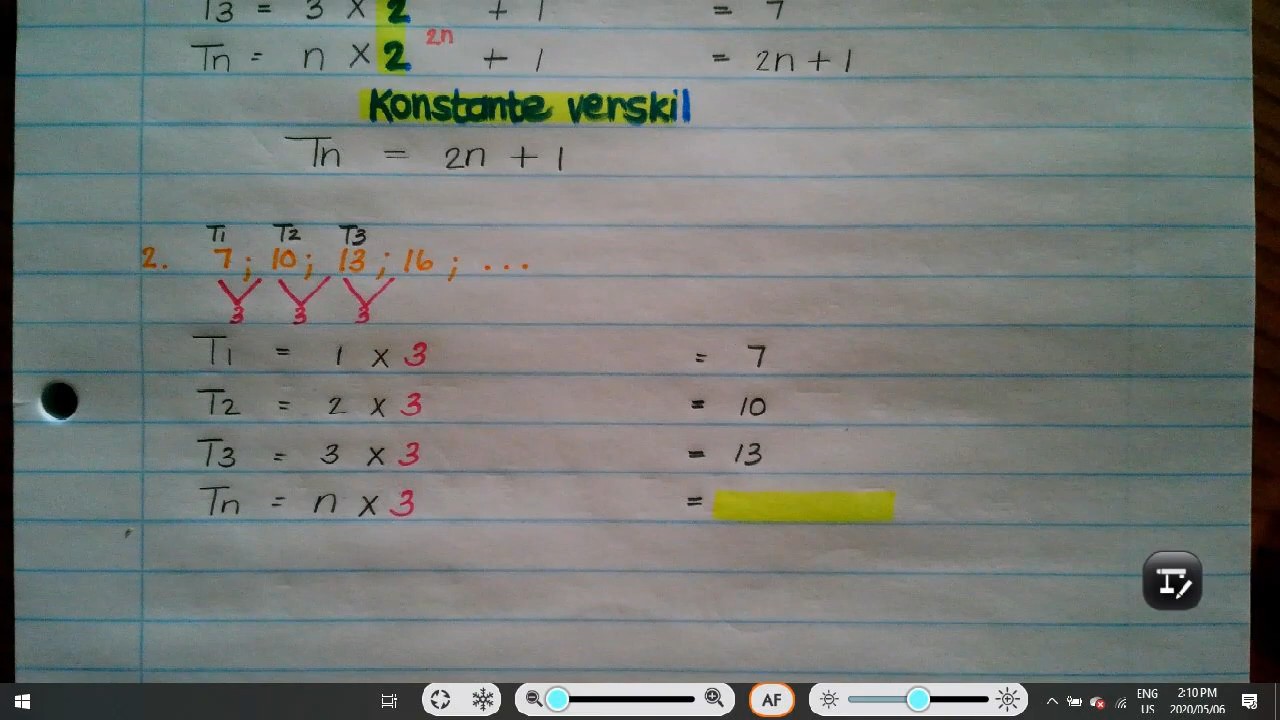 T3 = 3 × 2 + 1 = 7
2n
Tn = n × 2 + 1 = 2n + 1
Konstante verskil
Tn = 2n + 1
T1 T2 T3
2. 7 ; 10 ; 13 ; 16 ; ...
3 3 3
T1 = 1 × 3 = 7
T2 = 2 × 3 = 10
T3 = 3 × 3 = 13
Tn = n × 3 =
AF
ENG 2:10 PM
US 2020/05/06